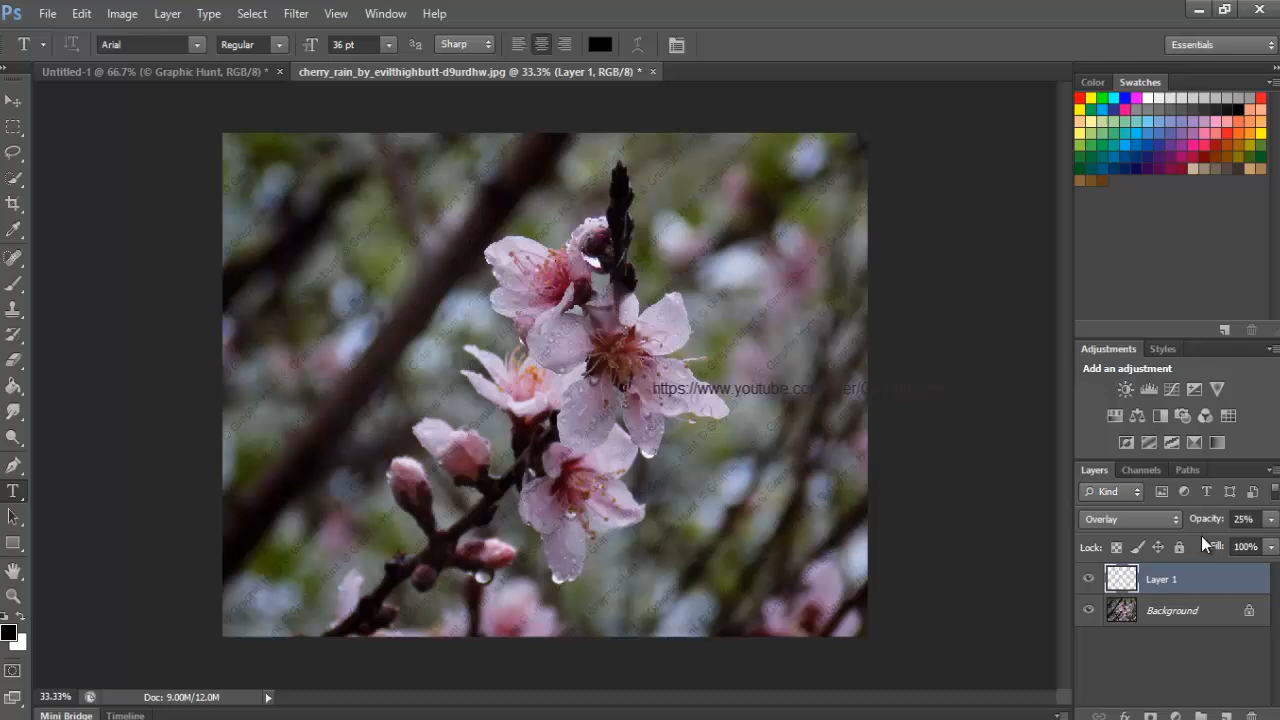 Ps File Edit Image Layer Type Select Filter View Window Help
T Arial Regular 36 pt Sharp Essentials
Untitled-1 @ 66.7% (© Graphic Hunt, RGB/8) * × cherry_rain_by_evilthighbutt-d9urdhw.jpg @ 33.3% (Layer 1, RGB/8) * ×
Color Swatches
Adjustments Styles
Add an adjustment
https://www.youtube.com
Layers Channels Paths
Kind
Overlay Opacity: 25%
Lock: Fill: 100%
Layer 1
Background
33.33% Doc: 9.00M/12.0M
Mini Bridge Timeline